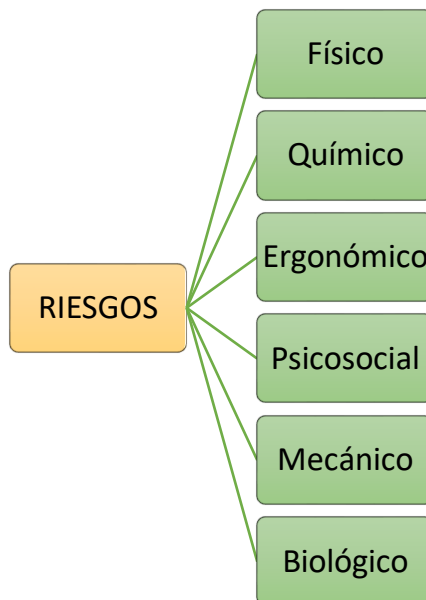 RIESGOS
Físico
Químico
Ergonómico
Psicosocial
Mecánico
Biológico